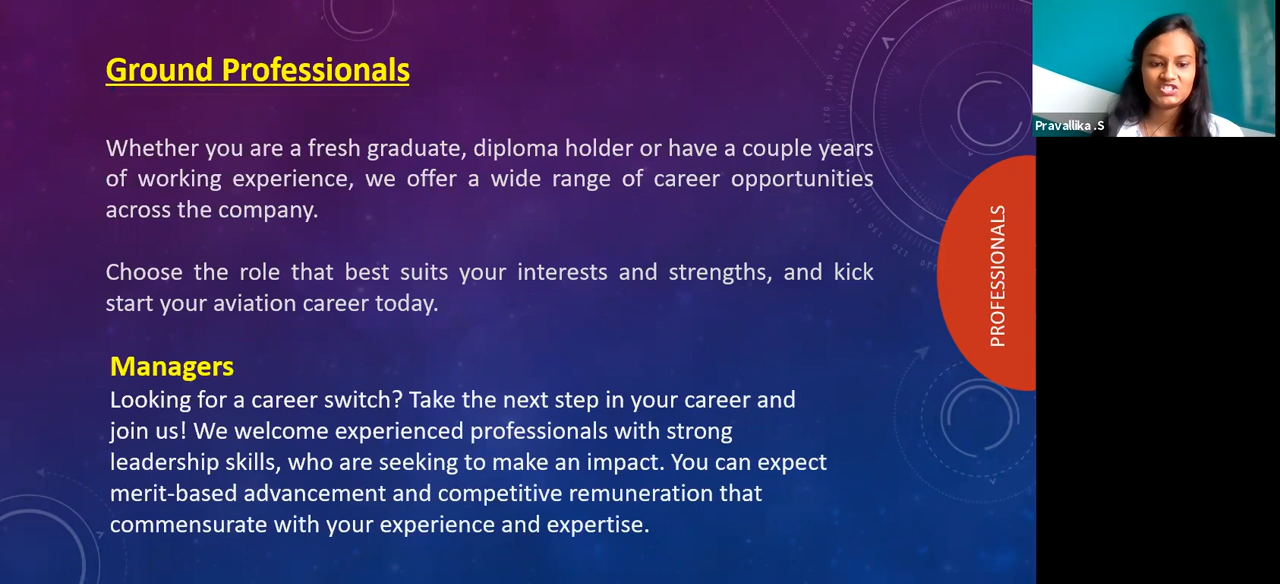 Ground Professionals
Whether you are a fresh graduate, diploma holder or have a couple years
of working experience, we offer a wide range of career opportunities
across the company.
Choose the role that best suits your interests and strengths, and kick
start your aviation career today.
Managers
Looking for a career switch? Take the next step in your career and
join us! We welcome experienced professionals with strong
leadership skills, who are seeking to make an impact. You can expect
merit-based advancement and competitive remuneration that
commensurate with your experience and expertise.
PROFESSIONALS
Pravallika .S